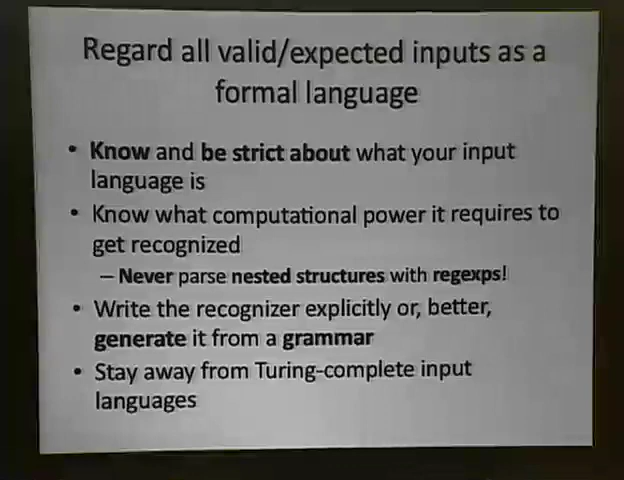 Regard all valid/expected inputs as a
formal language
• Know and be strict about what your input
language is
• Know what computational power it requires to
get recognized
– Never parse nested structures with regexps!
• Write the recognizer explicitly or, better,
generate it from a grammar
• Stay away from Turing-complete input
languages